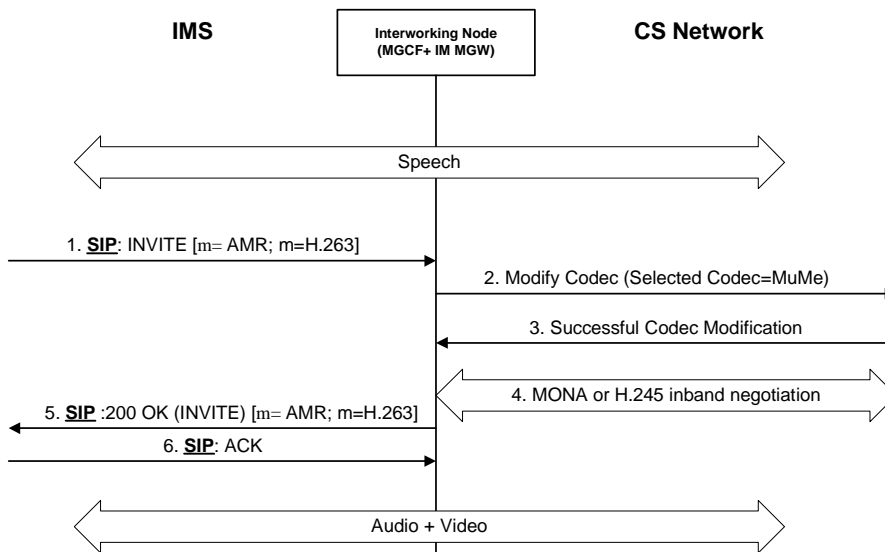 IMS
Interworking Node
(MGCF+ IM MGW)
CS Network
Speech
1. SIP: INVITE [m= AMR; m=H.263]
2. Modify Codec (Selected Codec=MuMe)
3. Successful Codec Modification
4. MONA or H.245 inband negotiation
5. SIP :200 OK (INVITE) [m= AMR; m=H.263]
6. SIP: ACK
Audio + Video